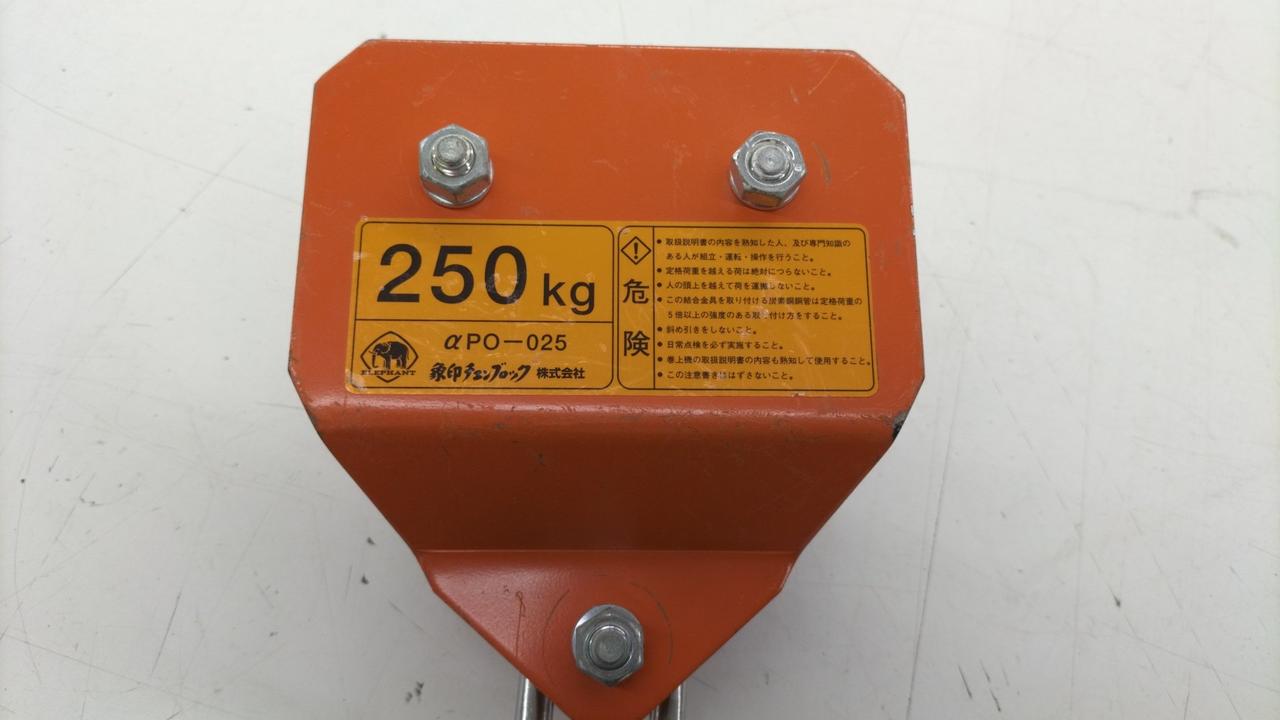 250 kg
αPO-025
ELEPHANT
象印チェンブロック 株式会社
危険
• 取扱説明書の内容を熟知した人、及び専門知識の
ある人が組立・運転・操作を行うこと。
• 定格荷重を越える荷は絶対につらないこと。
• 人の頭上を越えて荷を運搬しないこと。
• この結合金具を取り付ける炭素鋼鋼管は定格荷重の
5倍以上の強度のある取り付け方をすること。
• 斜め引きをしないこと。
• 日常点検を必ず実施すること。
• 巻上機の取扱説明書の内容も熟知して使用すること。
• この注意書きははずさないこと。